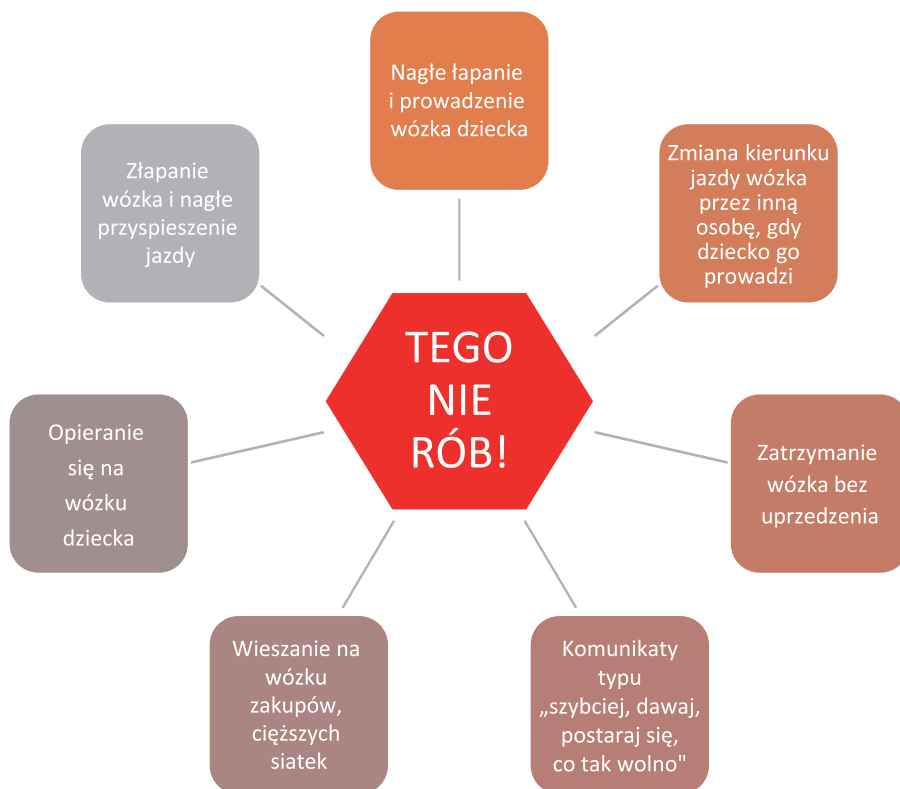 Nagłe łapanie
i prowadzenie
wózka dziecka
Zmiana kierunku
jazdy wózka
przez inną
osobę, gdy
dziecko go
prowadzi
Zatrzymanie
wózka bez
uprzedzenia
Komunikaty
typu
„szybciej, dawaj,
postaraj się,
co tak wolno"
Wieszanie na
wózku
zakupów,
cięższych
siatek
Opieranie
się na
wózku
dziecka
Złapanie
wózka i nagłe
przyspieszenie
jazdy
TEGO
NIE
RÓB!